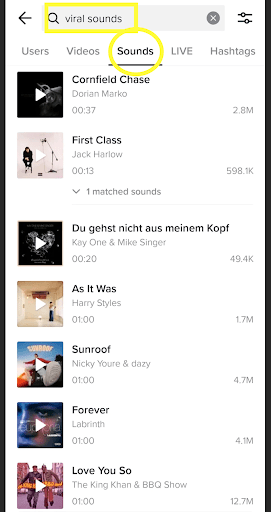 viral sounds
Users Videos Sounds LIVE Hashtags
Cornfield Chase
Dorian Marko
00:37 2.8M
First Class
Jack Harlow
00:13 598.1K
1 matched sounds
Du gehst nicht aus meinem Kopf
Kay One & Mike Singer
00:20 49.4K
As It Was
Harry Styles
01:00 1.7M
Sunroof
Nicky Youre & dazy
01:00 4.7M
SUNROOF
Forever
Labrinth
01:00 4.1M
Love You So
The King Khan & BBQ Show
01:00 12.7M